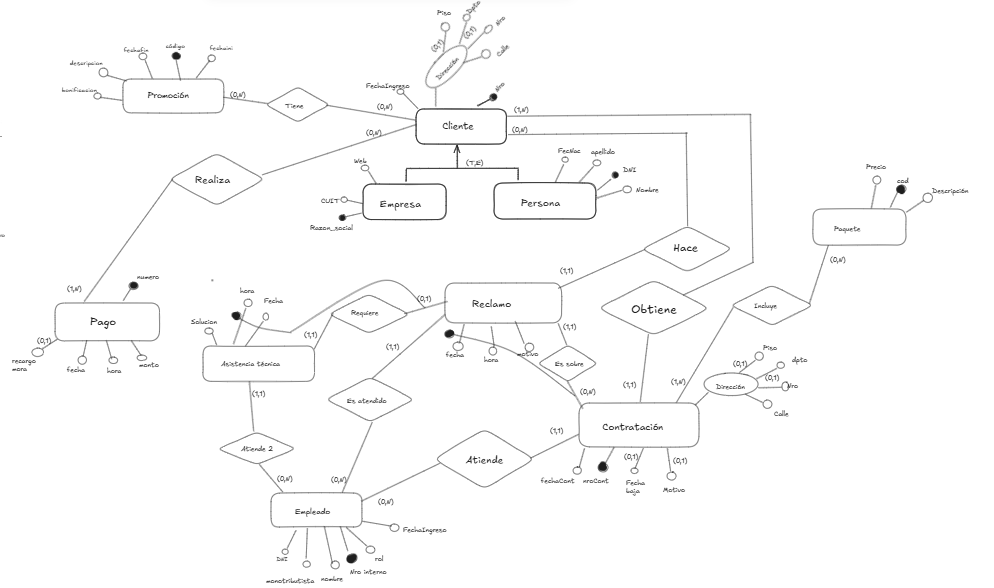 Piso
Dpto
Nro
Calle
(0,1)
(0,1)
Dirección
fechafin
código
fechaini
descripcion
bonificacion
Promoción
(0,N)
Tiene
(0,N)
FechaIngreso
Nro
Cliente
(1,N)
(0,N)
(0,N)
Realiza
Web
(T,E)
FecNac
apellido
DNI
Nombre
CUIT
Razon_social
Empresa
Persona
Precio
cod
Descripción
Paquete
(0,N)
Hace
(1,1)
numero
(1,N)
Pago
(0,1)
recargo
mora
fecha
hora
monto
hora
Fecha
Solucion
Asistencia técnica
(1,1)
Requiere
(0,1)
Reclamo
fecha
hora
motivo
(1,1)
Es sobre
(0,N)
Obtiene
(1,1)
Incluye
(1,N)
Piso
dpto
(0,1)
(0,1)
Nro
Calle
Dirección
(1,1)
Es atendido
(0,N)
(1,1)
Atiende 2
(0,N)
Atiende
(1,1)
(0,N)
Contratación
fechaCont
nroCont
(0,1)
Fecha
baja
(0,1)
Motivo
Empleado
FechaIngreso
DNI
monotributista
nombre
Nro interno
rol